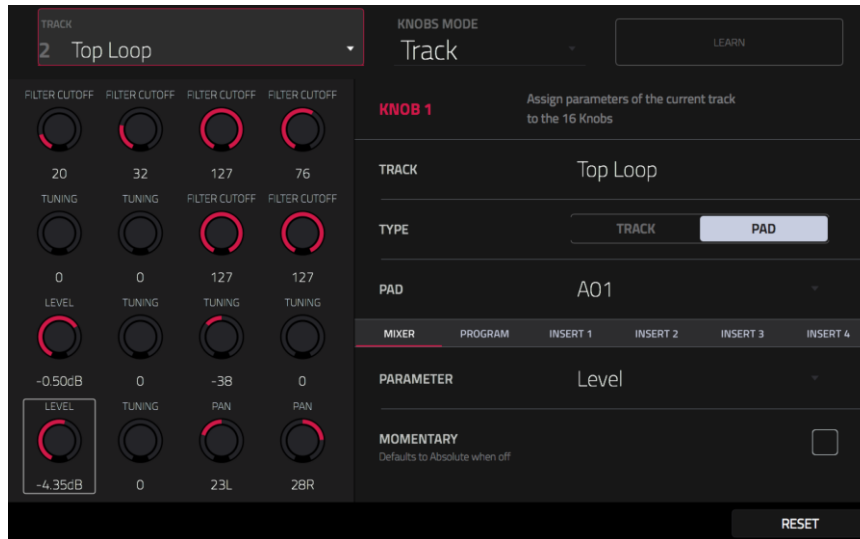 TRACK
2 Top Loop
KNOBS MODE
Track
LEARN
FILTER CUTOFF FILTER CUTOFF FILTER CUTOFF FILTER CUTOFF
20 32 127 76
TUNING TUNING FILTER CUTOFF FILTER CUTOFF
0 0 127 127
LEVEL TUNING TUNING TUNING
-0.50dB 0 -38 0
LEVEL TUNING PAN PAN
-4.35dB 0 23L 28R
KNOB 1
Assign parameters of the current track
to the 16 Knobs
TRACK Top Loop
TYPE TRACK PAD
PAD A01
MIXER PROGRAM INSERT 1 INSERT 2 INSERT 3 INSERT 4
PARAMETER Level
MOMENTARY
Defaults to Absolute when off
RESET